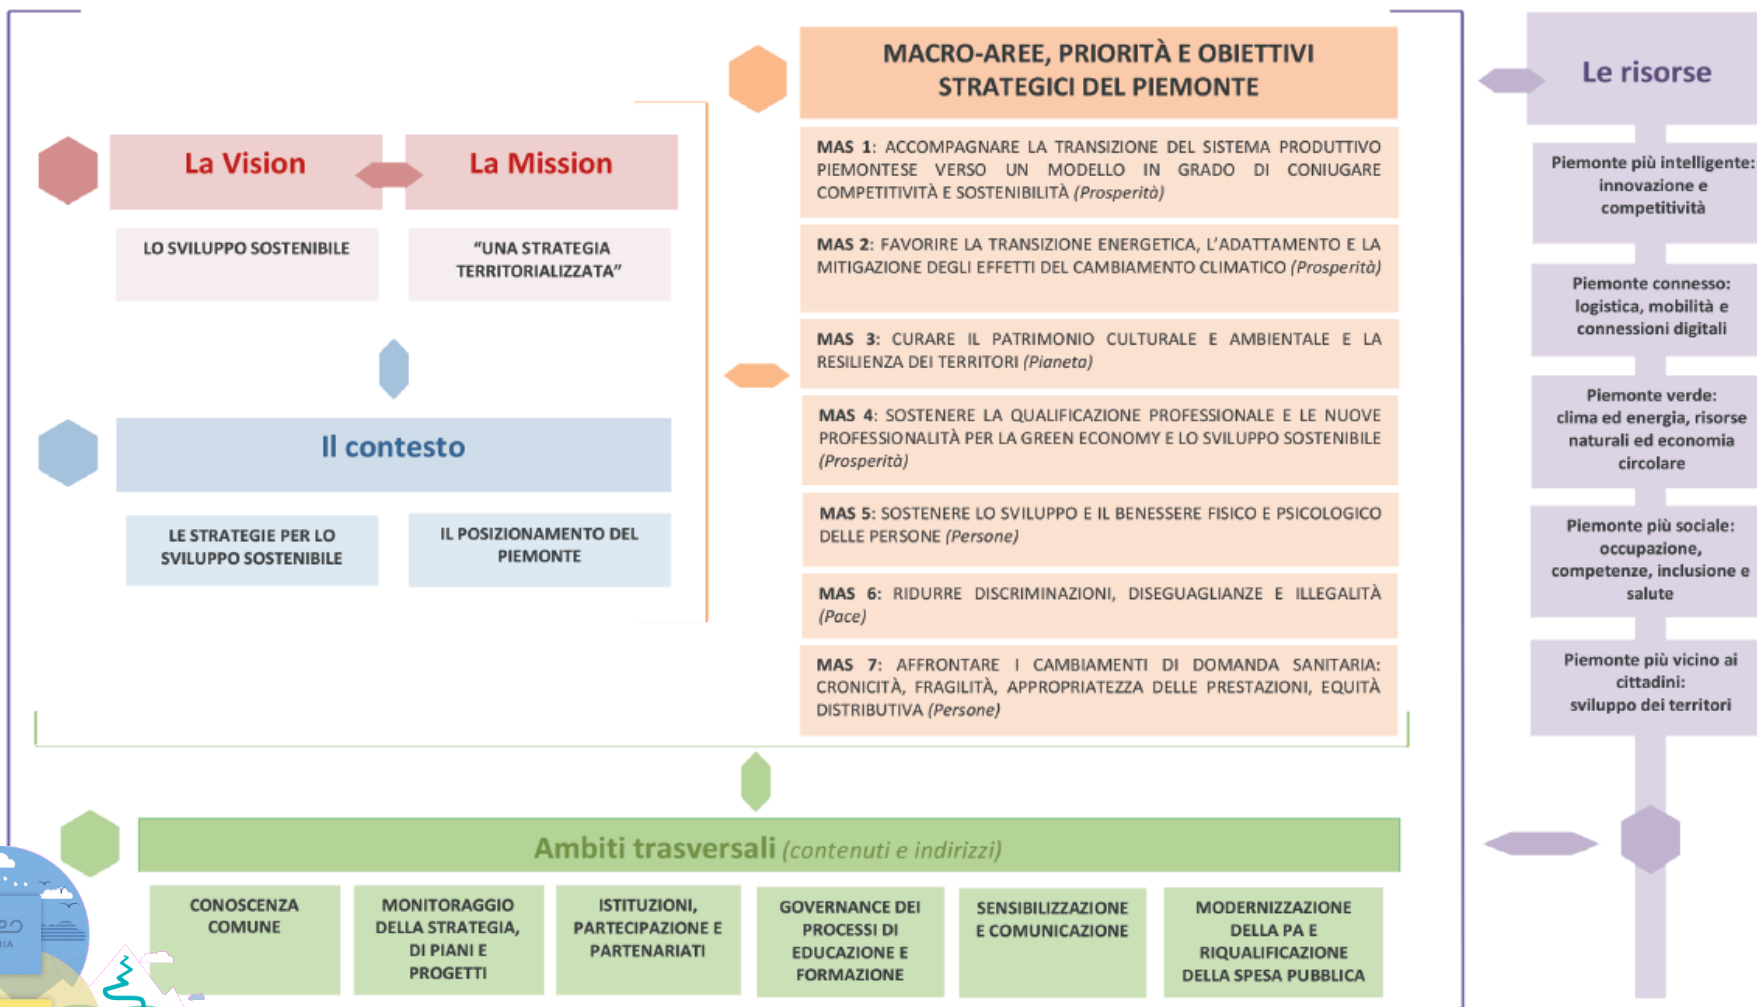 La Vision
La Mission
LO SVILUPPO SOSTENIBILE
“UNA STRATEGIA
TERRITORIALIZZATA”
Il contesto
LE STRATEGIE PER LO
SVILUPPO SOSTENIBILE
IL POSIZIONAMENTO DEL
PIEMONTE
MACRO-AREE, PRIORITÀ E OBIETTIVI
STRATEGICI DEL PIEMONTE
MAS 1: ACCOMPAGNARE LA TRANSIZIONE DEL SISTEMA PRODUTTIVO
PIEMONTESE VERSO UN MODELLO IN GRADO DI CONIUGARE
COMPETITIVITÀ E SOSTENIBILITÀ (Prosperità)
MAS 2: FAVORIRE LA TRANSIZIONE ENERGETICA, L’ADATTAMENTO E LA
MITIGAZIONE DEGLI EFFETTI DEL CAMBIAMENTO CLIMATICO (Prosperità)
MAS 3: CURARE IL PATRIMONIO CULTURALE E AMBIENTALE E LA
RESILIENZA DEI TERRITORI (Pianeta)
MAS 4: SOSTENERE LA QUALIFICAZIONE PROFESSIONALE E LE NUOVE
PROFESSIONALITÀ PER LA GREEN ECONOMY E LO SVILUPPO SOSTENIBILE
(Prosperità)
MAS 5: SOSTENERE LO SVILUPPO E IL BENESSERE FISICO E PSICOLOGICO
DELLE PERSONE (Persone)
MAS 6: RIDURRE DISCRIMINAZIONI, DISEGUAGLIANZE E ILLEGALITÀ
(Pace)
MAS 7: AFFRONTARE I CAMBIAMENTI DI DOMANDA SANITARIA:
CRONICITÀ, FRAGILITÀ, APPROPRIATEZZA DELLE PRESTAZIONI, EQUITÀ
DISTRIBUTIVA (Persone)
Le risorse
Piemonte più intelligente:
innovazione e
competitività
Piemonte connesso:
logistica, mobilità e
connessioni digitali
Piemonte verde:
clima ed energia, risorse
naturali ed economia
circolare
Piemonte più sociale:
occupazione,
competenze, inclusione e
salute
Piemonte più vicino ai
cittadini:
sviluppo dei territori
Ambiti trasversali (contenuti e indirizzi)
CONOSCENZA
COMUNE
MONITORAGGIO
DELLA STRATEGIA,
DI PIANI E
PROGETTI
ISTITUZIONI,
PARTECIPAZIONE E
PARTENARIATI
GOVERNANCE DEI
PROCESSI DI
EDUCAZIONE E
FORMAZIONE
SENSIBILIZZAZIONE
E COMUNICAZIONE
MODERNIZZAZIONE
DELLA PA E
RIQUALIFICAZIONE
DELLA SPESA PUBBLICA